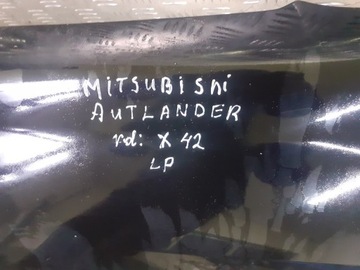 MITSUBISHI
AUTLANDER
rd: X 42
LP